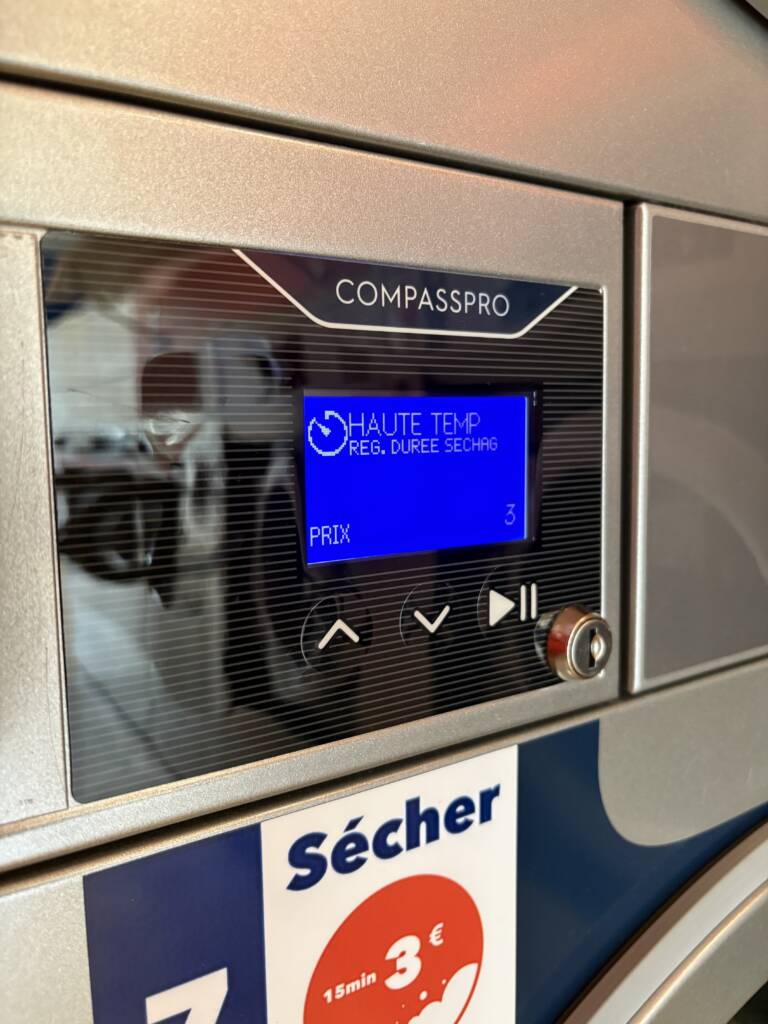 COMPASSPRO
HAUTE TEMP
REG. DUREE SECHAG
PRIX 3
Sécher
15min 3 €
7